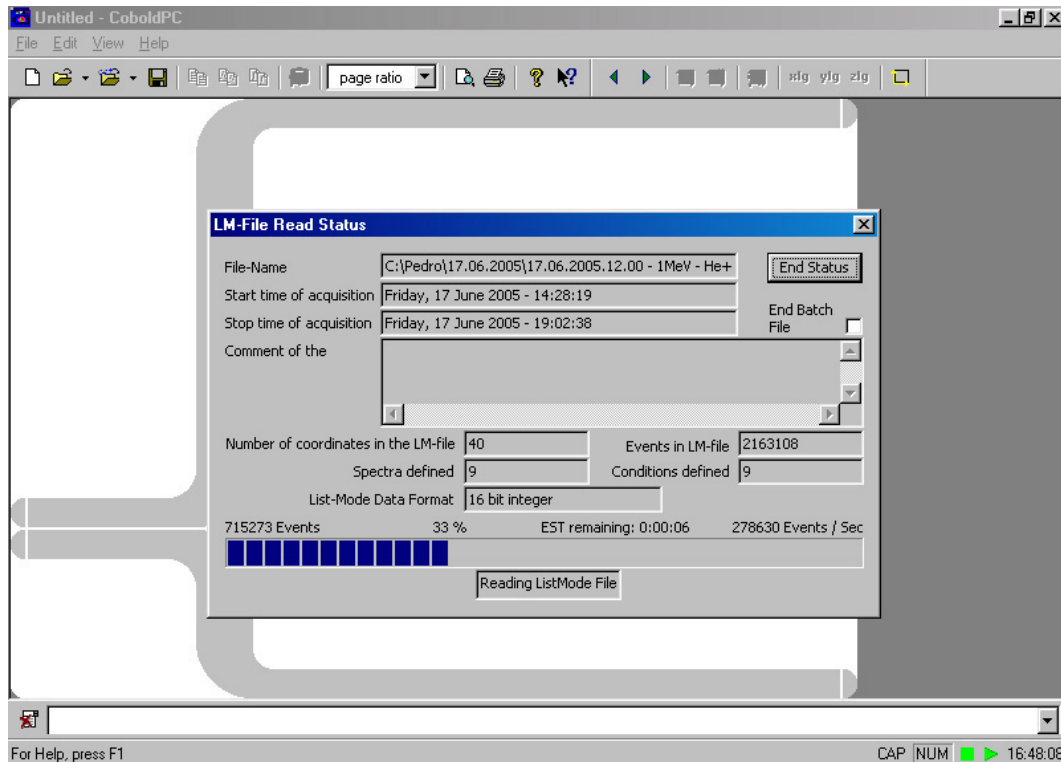 Untitled - CoboldPC
File Edit View Help
page ratio xlg ylg zlg
LM-File Read Status
File-Name C:\Pedro\17.06.2005\17.06.2005.12.00 - 1MeV - He+ End Status
Start time of acquisition Friday, 17 June 2005 - 14:28:19
Stop time of acquisition Friday, 17 June 2005 - 19:02:38
End Batch
File
Comment of the
Number of coordinates in the LM-file 40 Events in LM-file 2163108
Spectra defined 9 Conditions defined 9
List-Mode Data Format 16 bit integer
715273 Events 33 % EST remaining: 0:00:06 278630 Events / Sec
Reading ListMode File
For Help, press F1 CAP NUM 16:48:08